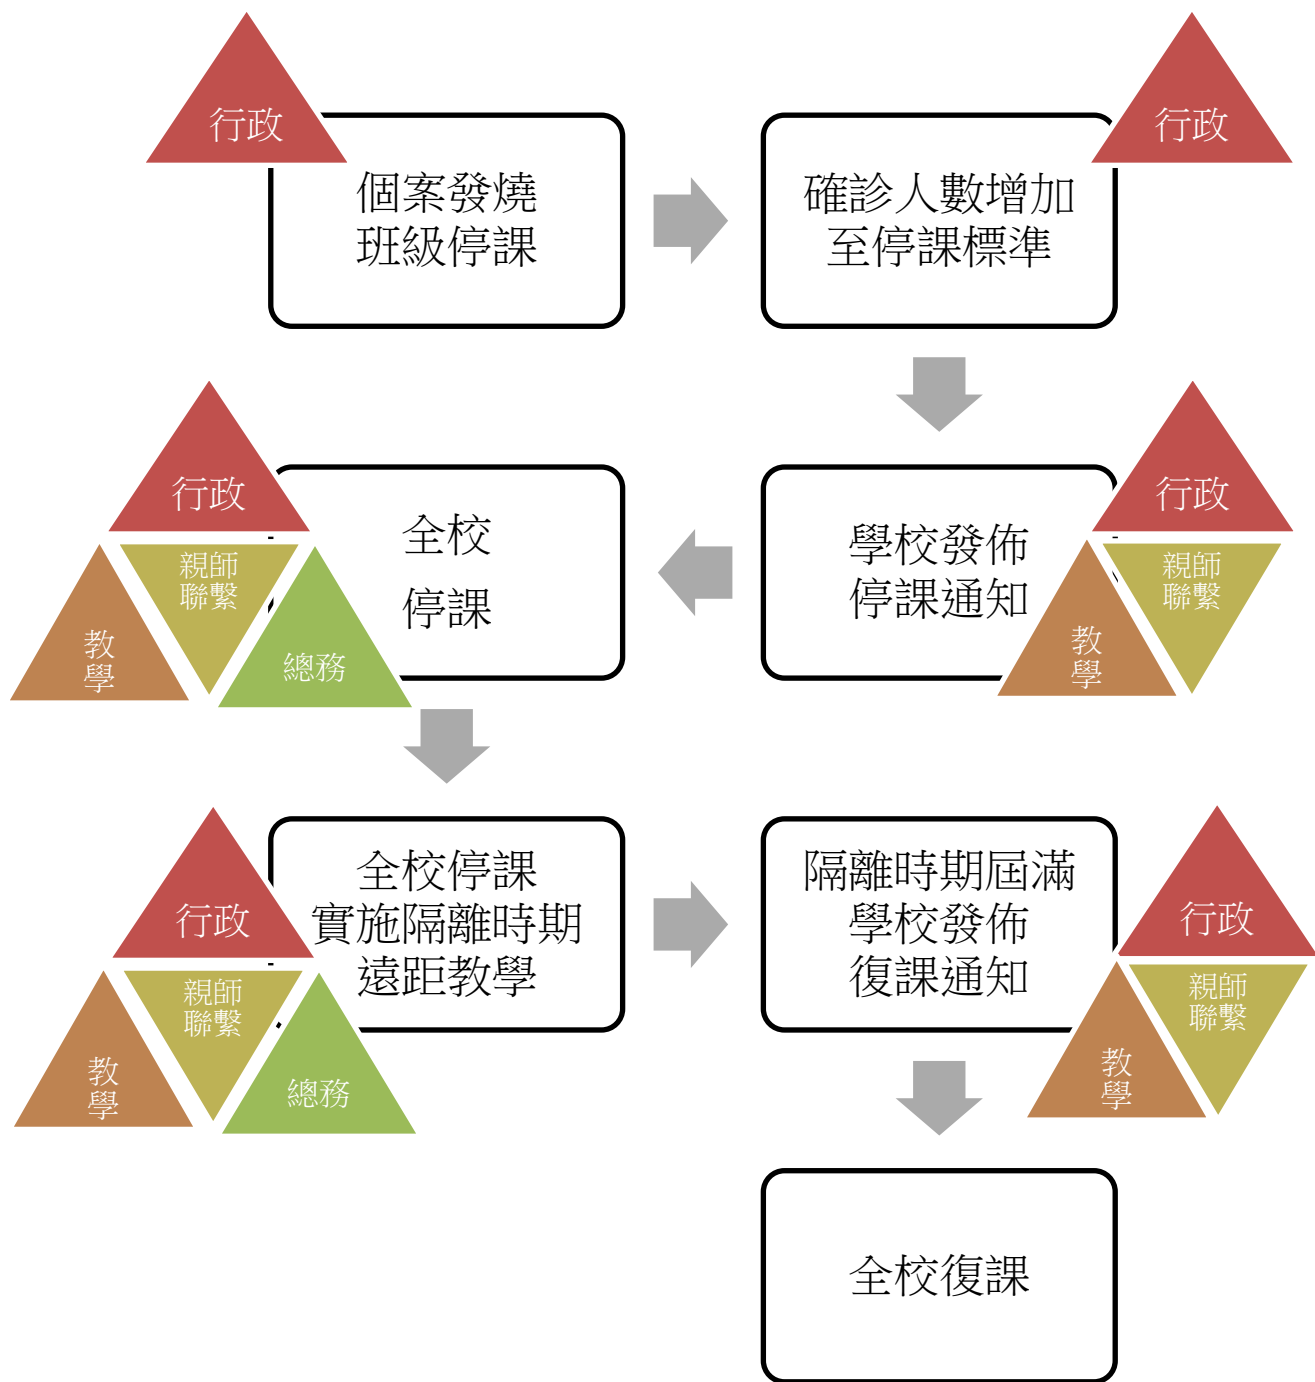 行政
個案發燒
班級停課
行政
確診人數增加
至停課標準
行政
親師
聯繫
教
學
學校發佈
停課通知
行政
親師
聯繫
教
學
總務
全校
停課
行政
親師
聯繫
教
學
總務
全校停課
實施隔離時期
遠距教學
行政
親師
聯繫
教
學
隔離時期屆滿
學校發佈
復課通知
全校復課